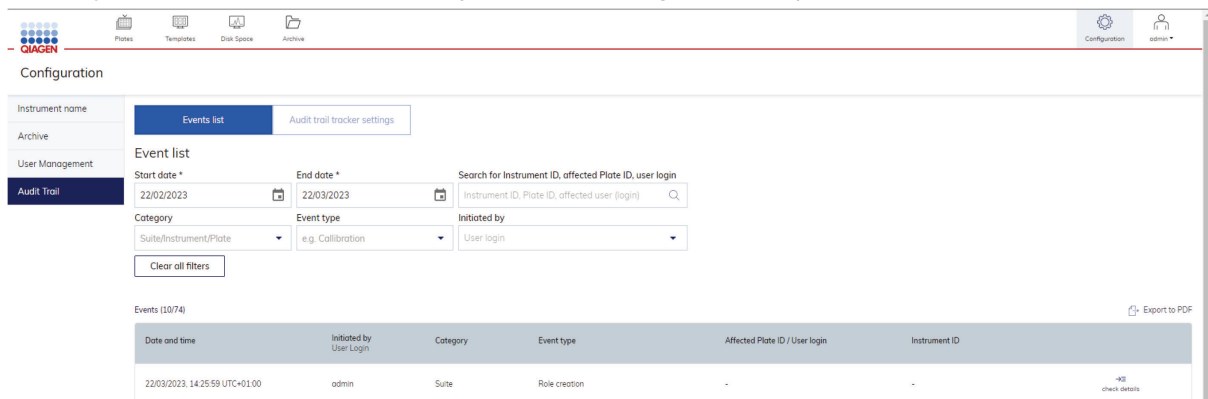 Plates Templates Disk Space Archive Configuration admin
QIAGEN
Configuration
Instrument name
Archive
User Management
Audit Trail
Events list Audit trail tracker settings
Event list
Start date * End date * Search for Instrument ID, affected Plate ID, user login
22/02/2023 22/03/2023 Instrument ID, Plate ID, affected user (login)
Category Event type Initiated by
Suite/Instrument/Plate e.g. Callibration User login
Clear all filters
Events (10/74) Export to PDF
Date and time Initiated by Category Event type Affected Plate ID / User login Instrument ID
User Login
22/03/2023, 14:25:59 UTC+01:00 admin Suite Role creation - -
check details